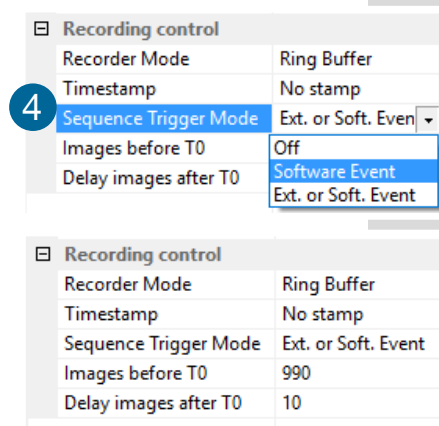 Recording control
Recorder Mode Ring Buffer
Timestamp No stamp
4
Sequence Trigger Mode Ext. or Soft. Even
Images before T0 Off
Delay images after T0 Software Event
Ext. or Soft. Event
Recording control
Recorder Mode Ring Buffer
Timestamp No stamp
Sequence Trigger Mode Ext. or Soft. Event
Images before T0 990
Delay images after T0 10